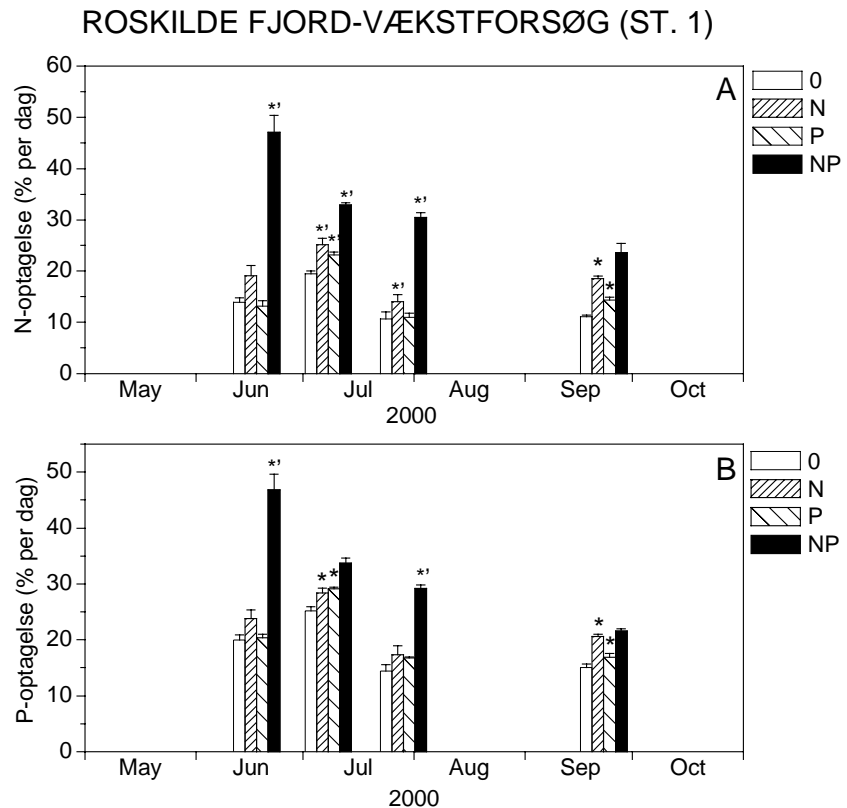 ROSKILDE FJORD-VÆKSTFORSØG (ST. 1)
60
50
40
30
20
10
0
N-optagelse (% per dag)
A
*’
*’
*’
*’
*’
*’
*
*
0
N
P
NP
May Jun Jul Aug Sep Oct
2000
50
40
30
20
10
0
P-optagelse (% per dag)
B
*’
*
*
*’
*
*
0
N
P
NP
May Jun Jul Aug Sep Oct
2000